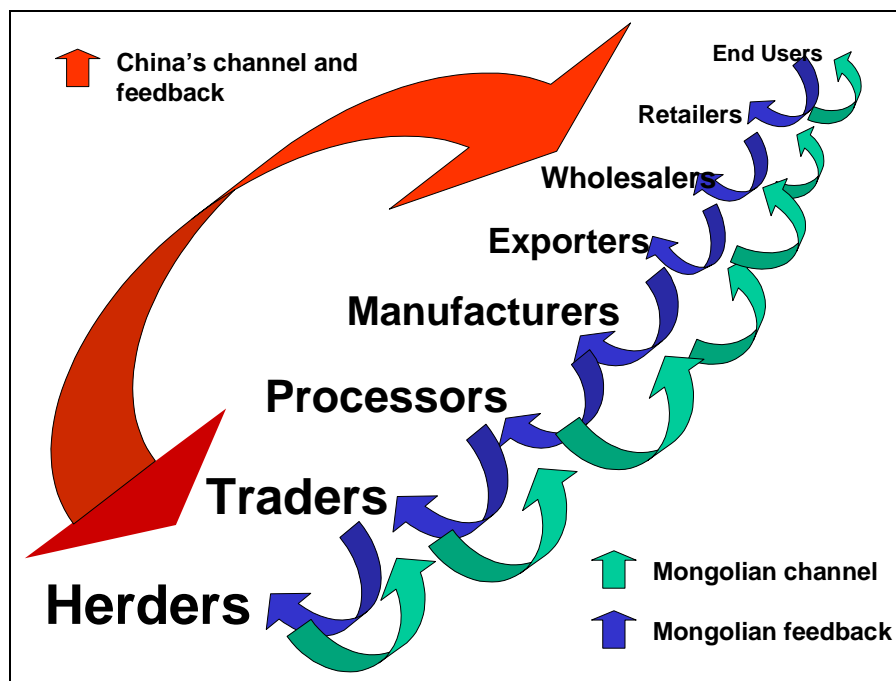 China's channel and
feedback
End Users
Retailers
Wholesalers
Exporters
Manufacturers
Processors
Traders
Herders
Mongolian channel
Mongolian feedback